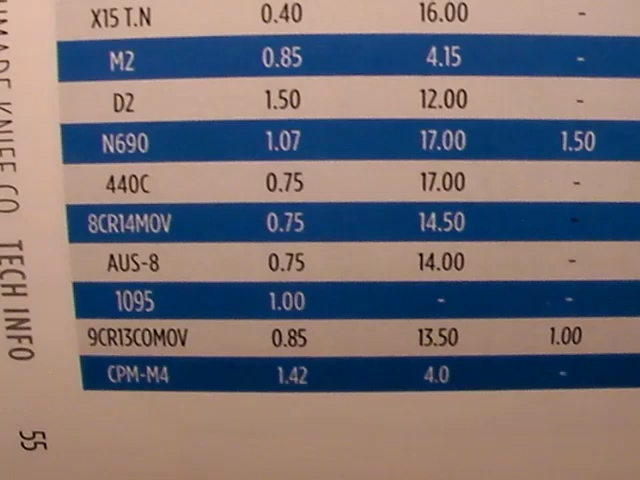 X15 T.N 0.40 16.00 -
M2 0.85 4.15 -
D2 1.50 12.00 -
N690 1.07 17.00 1.50
440C 0.75 17.00 -
8CR14MOV 0.75 14.50 -
AUS-8 0.75 14.00 -
1095 1.00 - -
9CR13COMOV 0.85 13.50 1.00
CPM-M4 1.42 4.0 -
KNIFE CO. TECH INFO
55